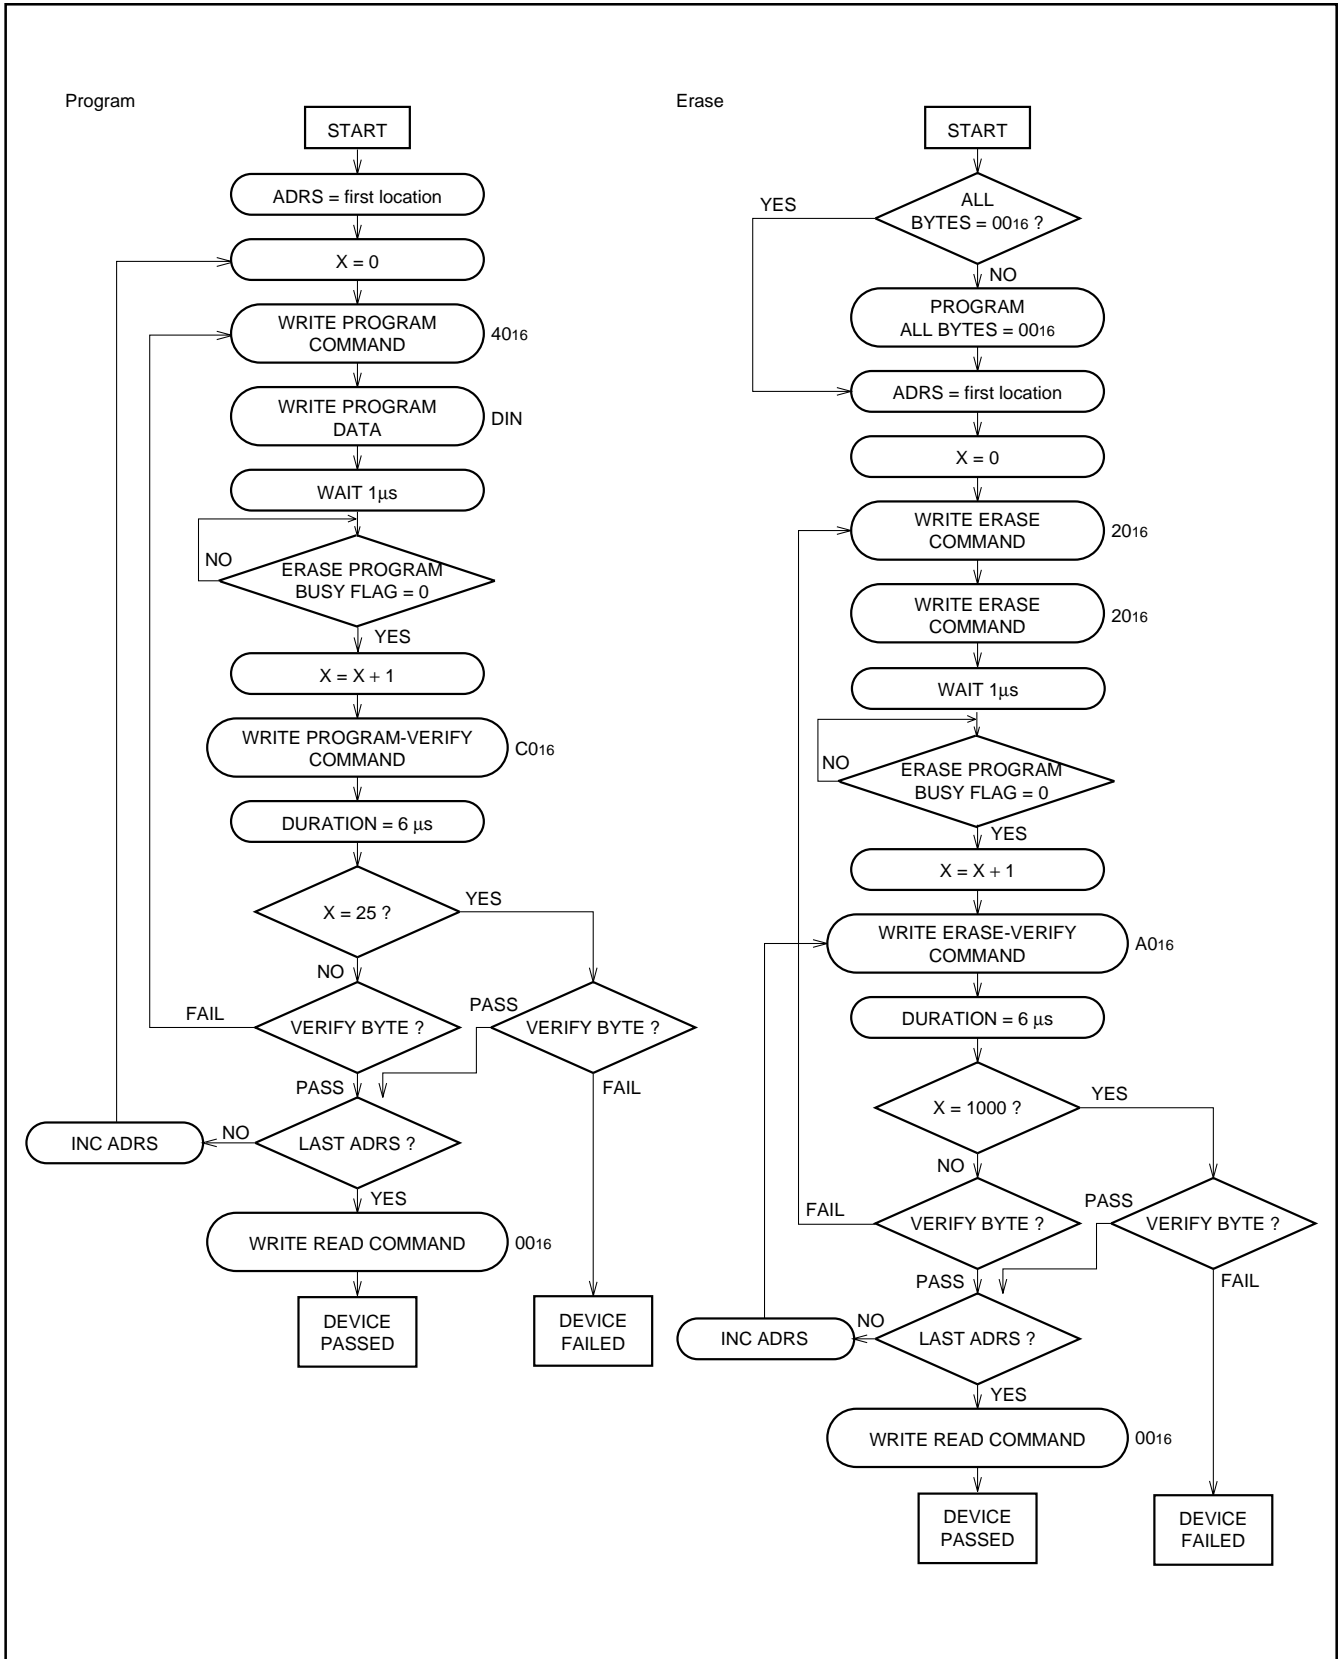 Program
START
ADRS = first location
X = 0
WRITE PROGRAM
COMMAND
4016
WRITE PROGRAM
DATA
DIN
WAIT 1μs
NO
ERASE PROGRAM
BUSY FLAG = 0
YES
X = X + 1
WRITE PROGRAM-VERIFY
COMMAND
C016
DURATION = 6 μs
X = 25 ?
YES
NO
FAIL
VERIFY BYTE ?
PASS
VERIFY BYTE ?
PASS
FAIL
INC ADRS
NO
LAST ADRS ?
YES
WRITE READ COMMAND
0016
DEVICE
PASSED
DEVICE
FAILED
Erase
START
YES
ALL
BYTES = 0016 ?
NO
PROGRAM
ALL BYTES = 0016
ADRS = first location
X = 0
WRITE ERASE
COMMAND
2016
WRITE ERASE
COMMAND
2016
WAIT 1μs
NO
ERASE PROGRAM
BUSY FLAG = 0
YES
X = X + 1
WRITE ERASE-VERIFY
COMMAND
A016
DURATION = 6 μs
X = 1000 ?
YES
NO
FAIL
VERIFY BYTE ?
PASS
VERIFY BYTE ?
PASS
FAIL
INC ADRS
NO
LAST ADRS ?
YES
WRITE READ COMMAND
0016
DEVICE
PASSED
DEVICE
FAILED